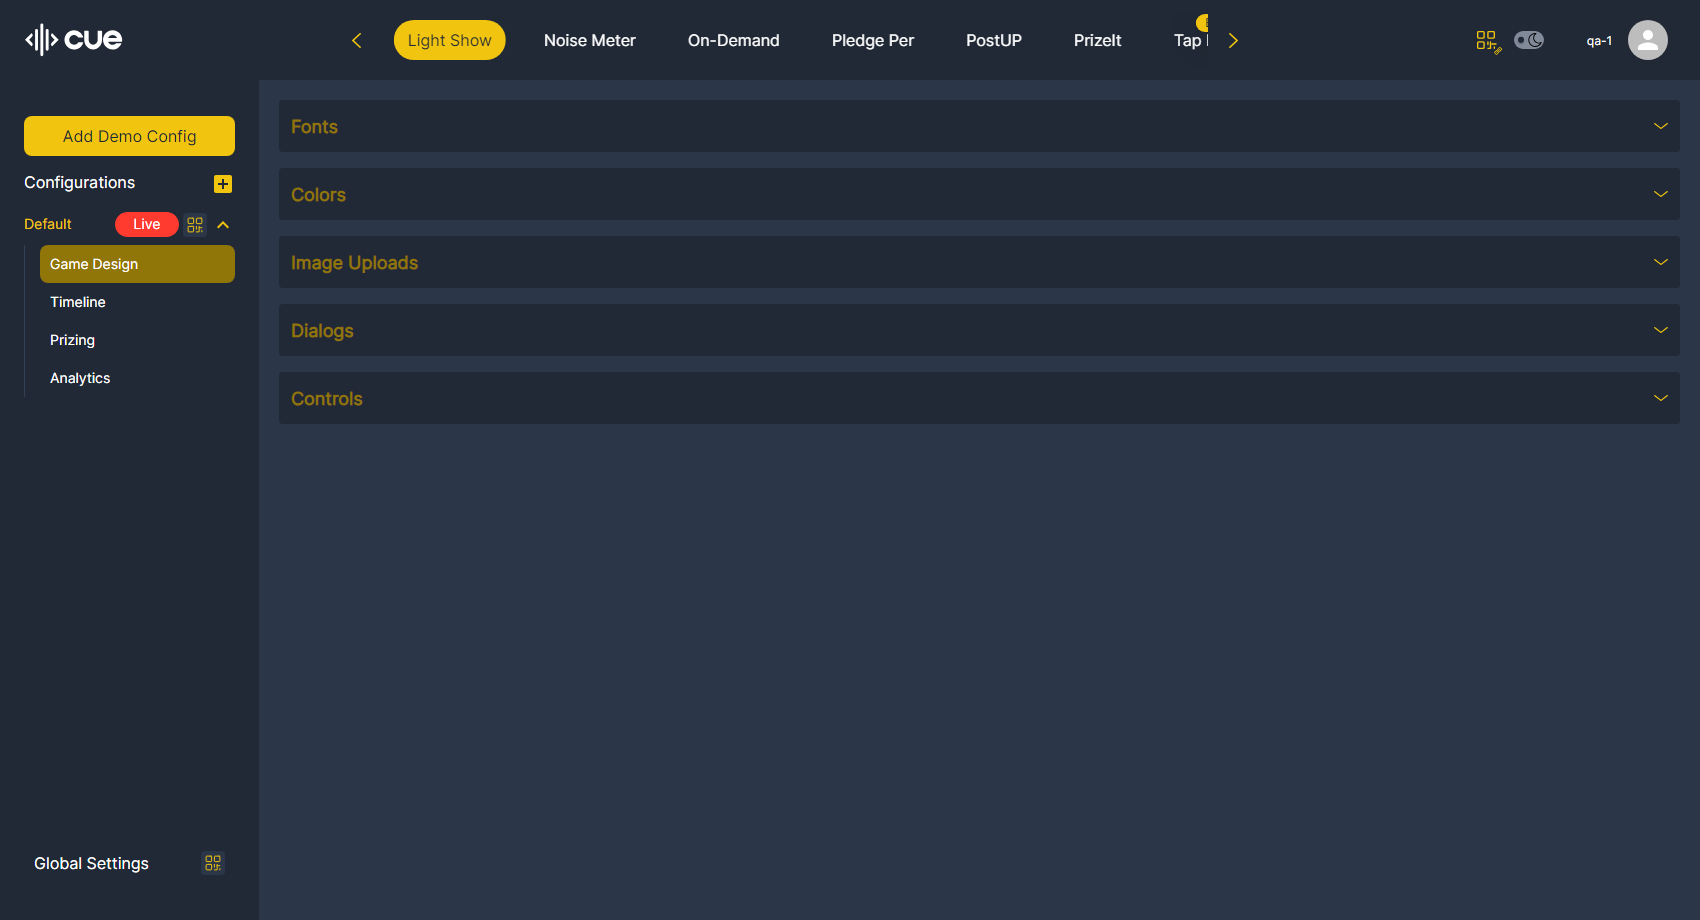 cue
Light Show
Noise Meter
On-Demand
Pledge Per
PostUP
PrizeIt
Tap
qa-1
Add Demo Config
Configurations
Default
Live
Game Design
Timeline
Prizing
Analytics
Global Settings
Fonts
Colors
Image Uploads
Dialogs
Controls